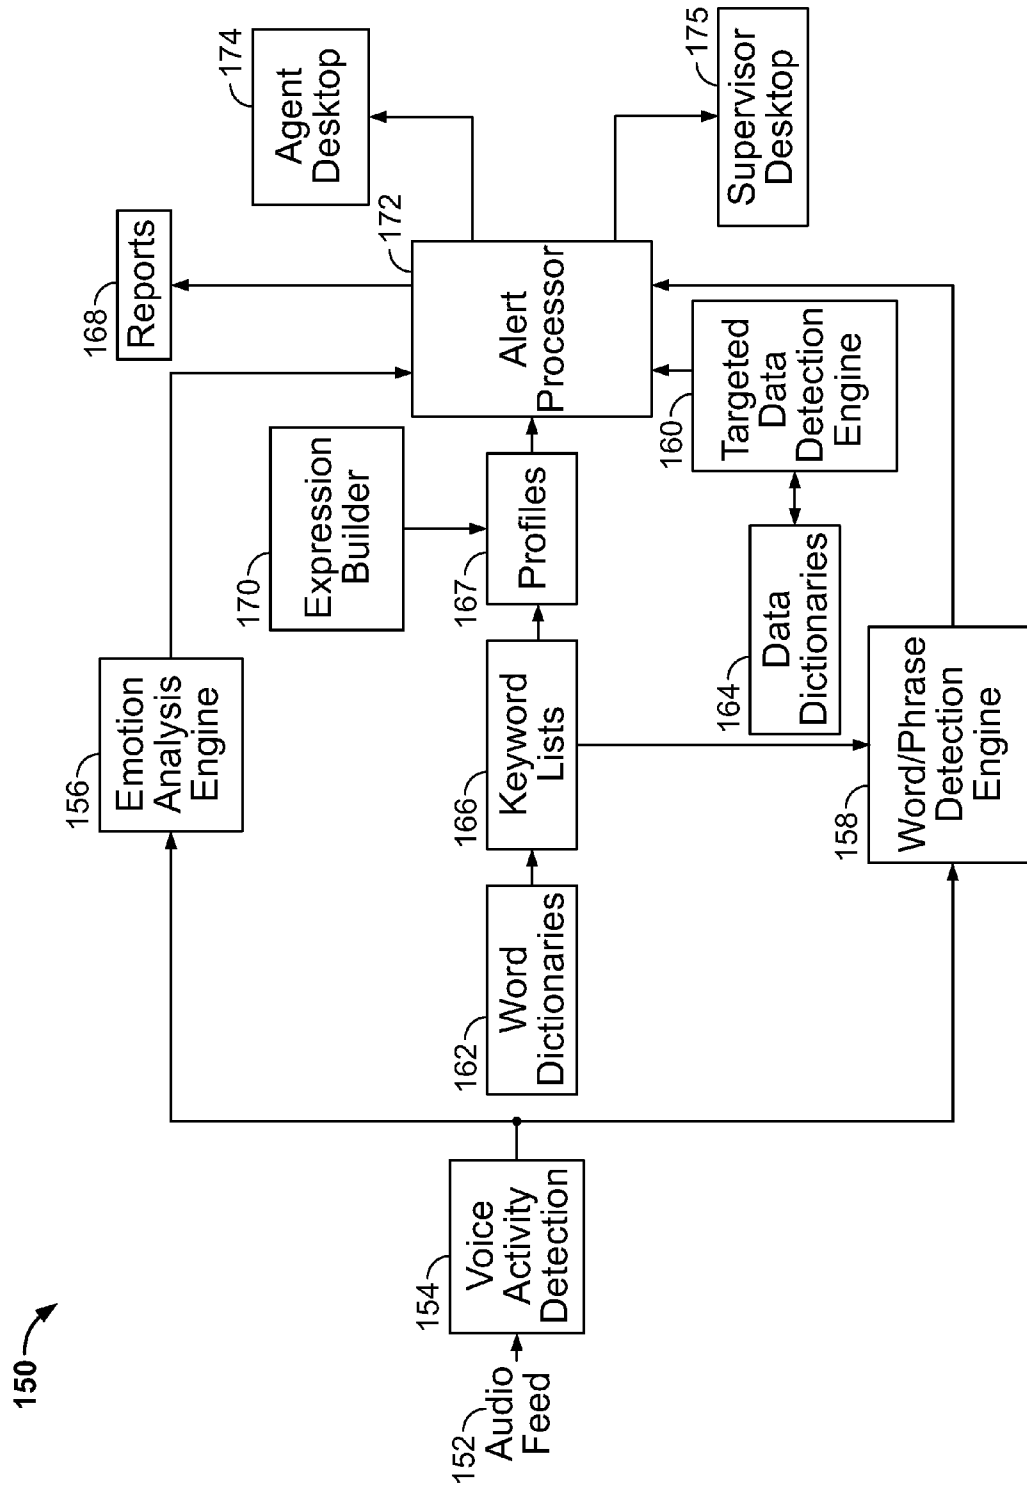 150
152
Audio
Feed
154
Voice
Activity
Detection
156
Emotion
Analysis
Engine
162
Word
Dictionaries
166
Keyword
Lists
158
Word/Phrase
Detection
Engine
170
Expression
Builder
167
Profiles
164
Data
Dictionaries
160
Targeted
Data
Detection
Engine
168
Reports
172
Alert
Processor
174
Agent
Desktop
175
Supervisor
Desktop